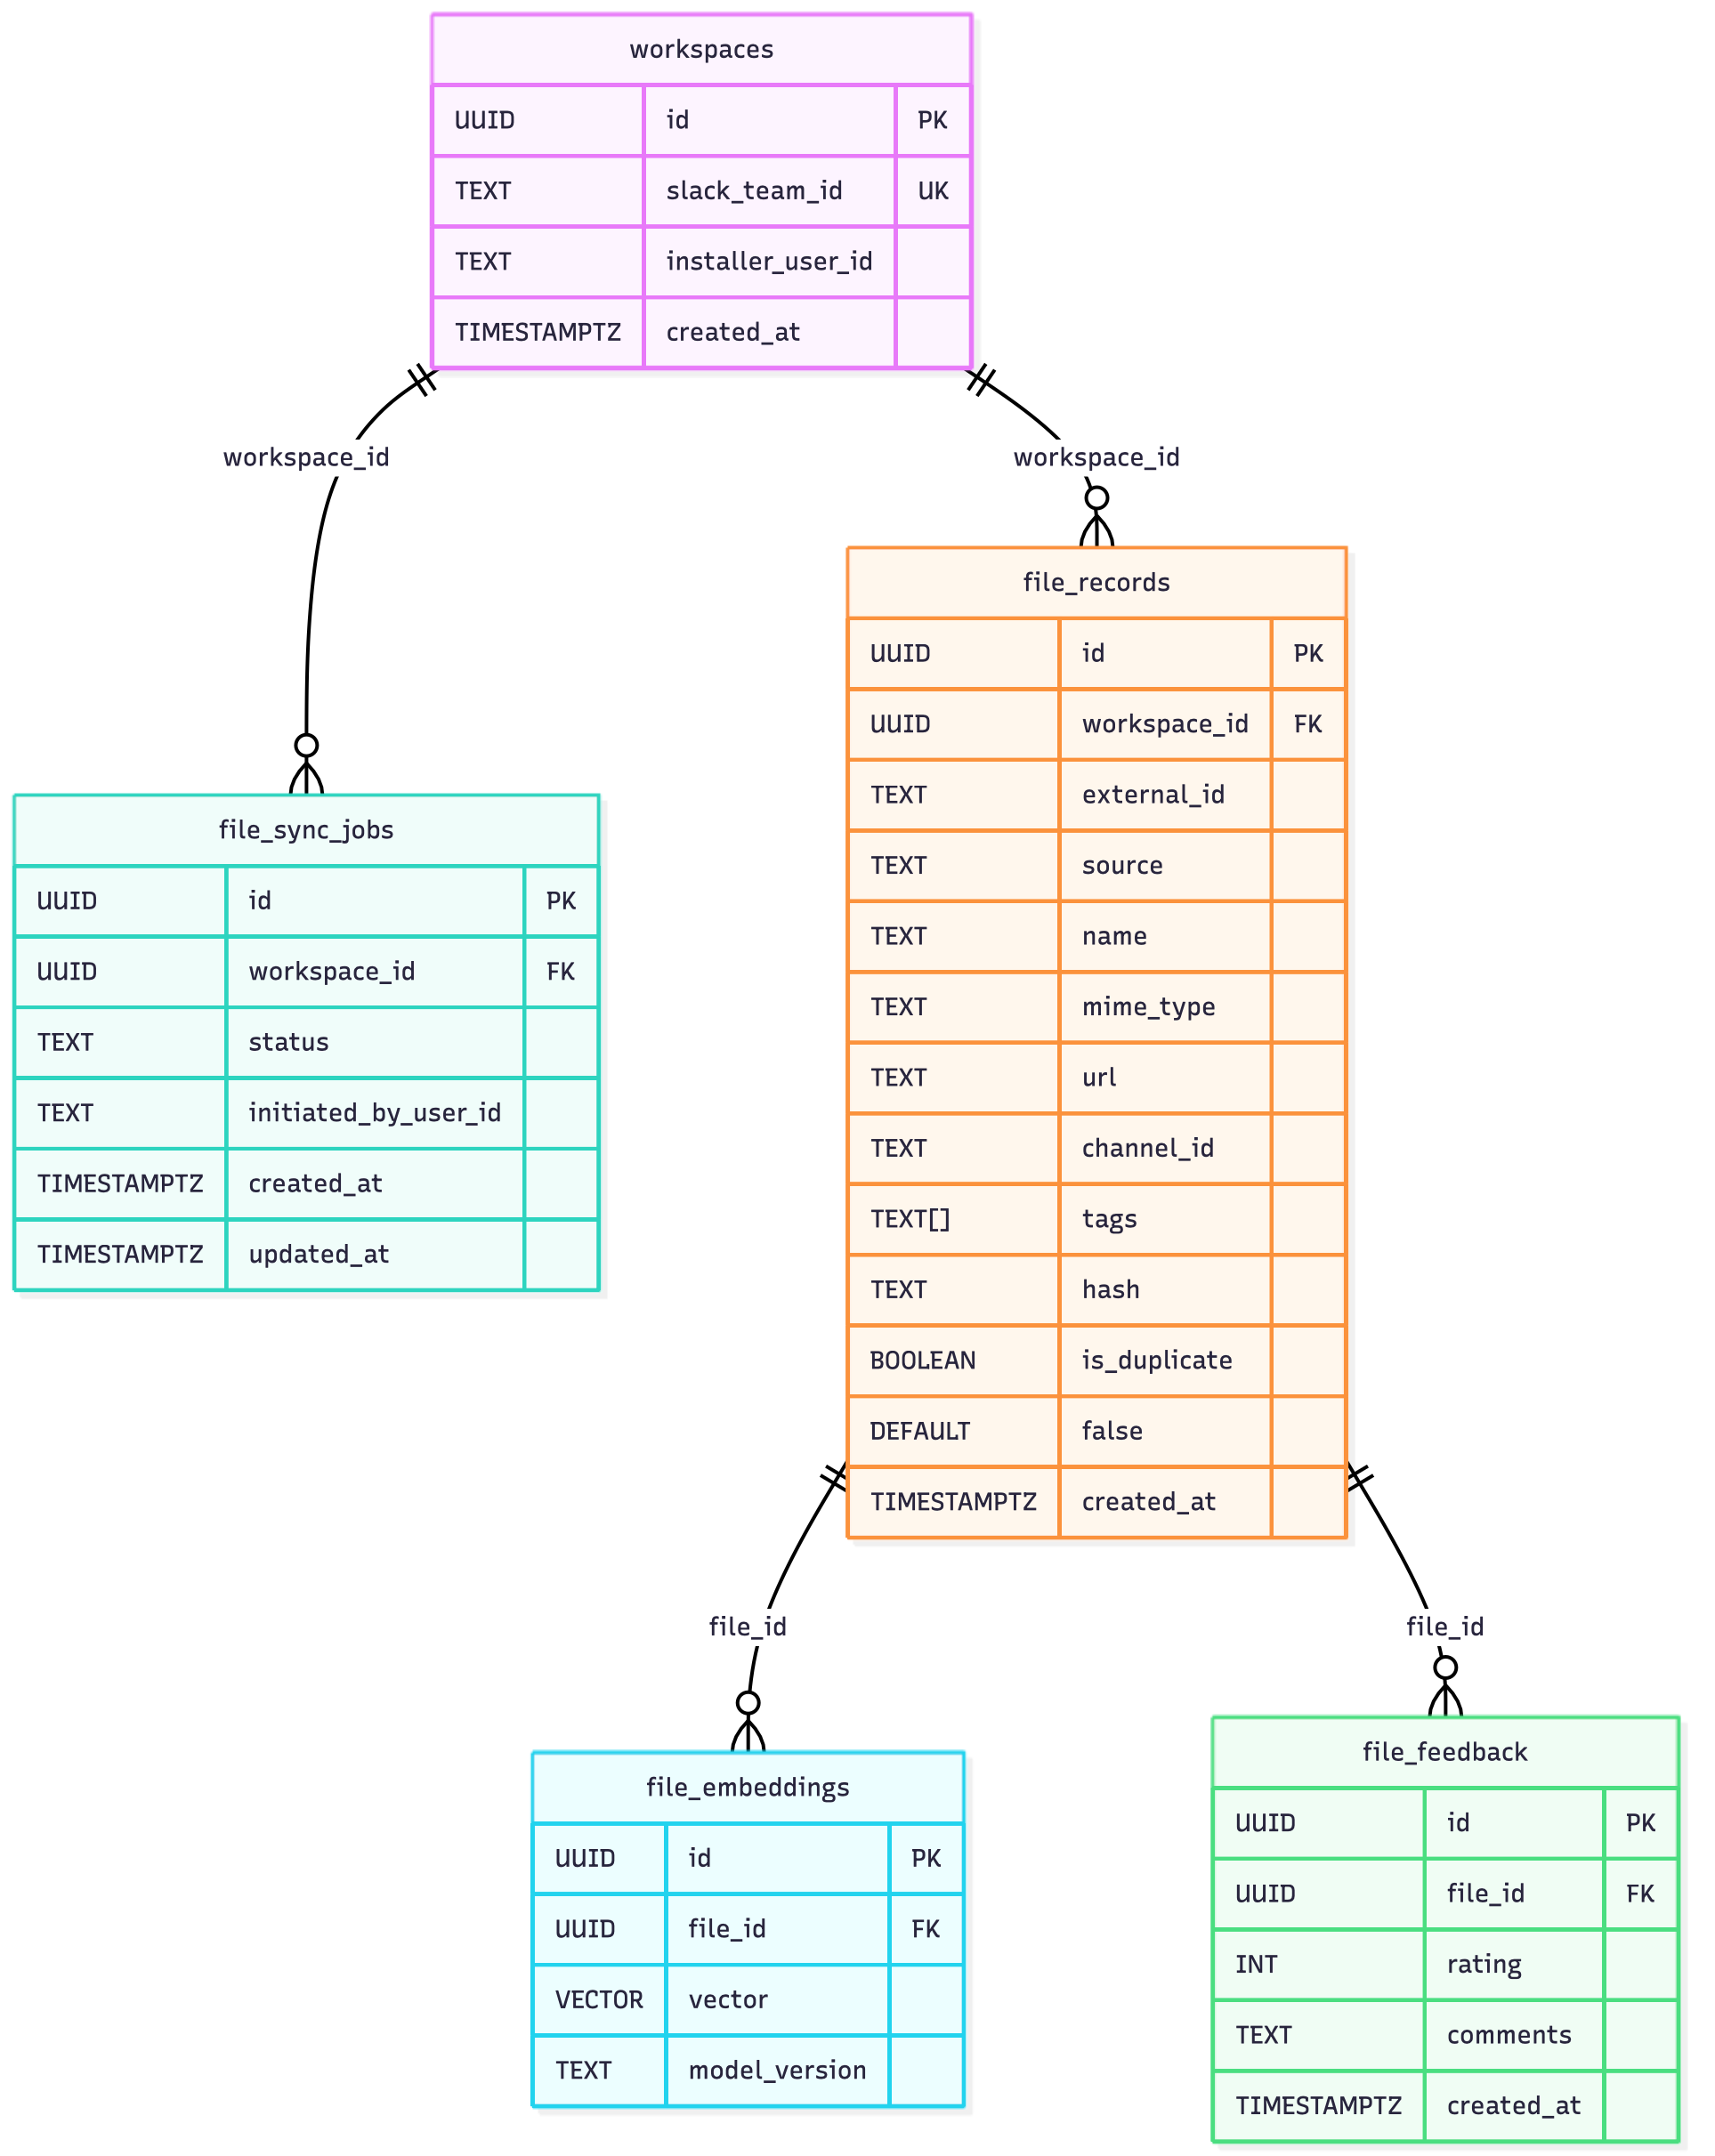 workspaces
UUID id PK
TEXT slack_team_id UK
TEXT installer_user_id
TIMESTAMPTZ created_at
workspace_id
workspace_id
file_records
UUID id PK
UUID workspace_id FK
TEXT external_id
TEXT source
TEXT name
TEXT mime_type
TEXT url
TEXT channel_id
TEXT[] tags
TEXT hash
BOOLEAN is_duplicate
DEFAULT false
TIMESTAMPTZ created_at
file_sync_jobs
UUID id PK
UUID workspace_id FK
TEXT status
TEXT initiated_by_user_id
TIMESTAMPTZ created_at
TIMESTAMPTZ updated_at
file_id
file_id
file_embeddings
UUID id PK
UUID file_id FK
VECTOR vector
TEXT model_version
file_feedback
UUID id PK
UUID file_id FK
INT rating
TEXT comments
TIMESTAMPTZ created_at